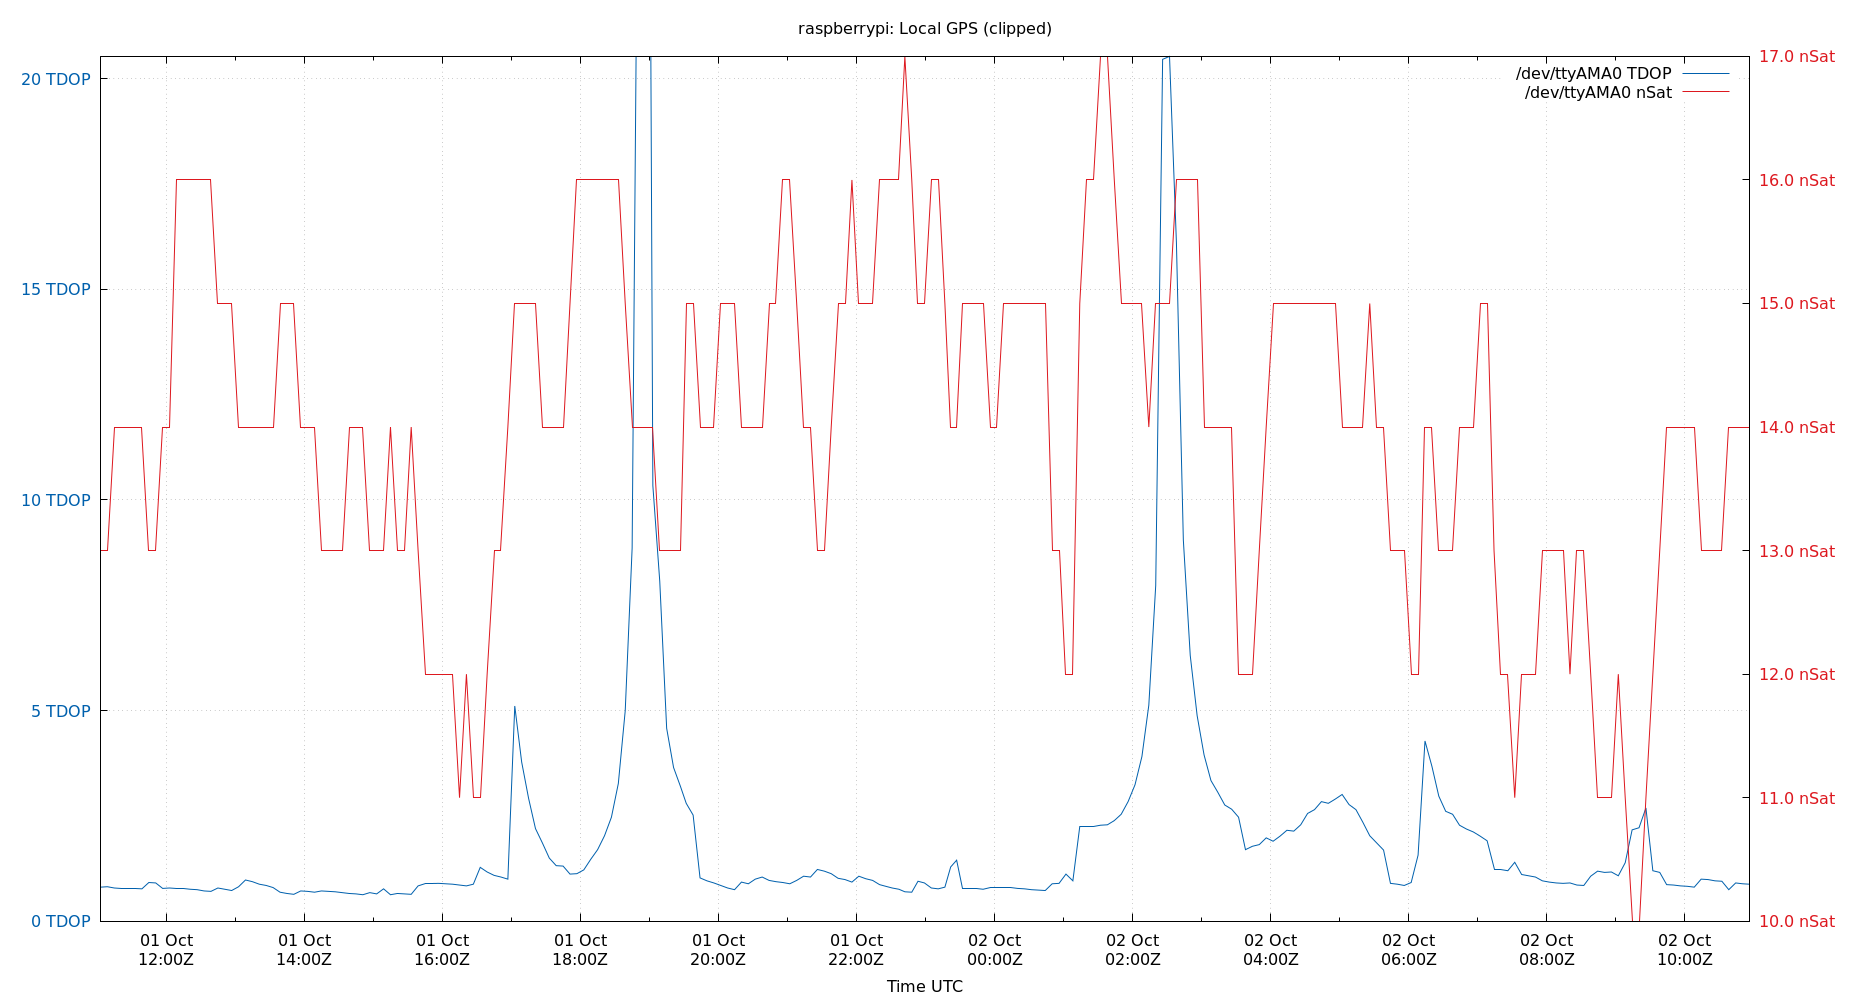 raspberrypi: Local GPS (clipped)
/dev/ttyAMA0 TDOP
/dev/ttyAMA0 nSat
20 TDOP
15 TDOP
10 TDOP
5 TDOP
0 TDOP
17.0 nSat
16.0 nSat
15.0 nSat
14.0 nSat
13.0 nSat
12.0 nSat
11.0 nSat
10.0 nSat
01 Oct
12:00Z
01 Oct
14:00Z
01 Oct
16:00Z
01 Oct
18:00Z
01 Oct
20:00Z
01 Oct
22:00Z
02 Oct
00:00Z
02 Oct
02:00Z
02 Oct
04:00Z
02 Oct
06:00Z
02 Oct
08:00Z
02 Oct
10:00Z
Time UTC